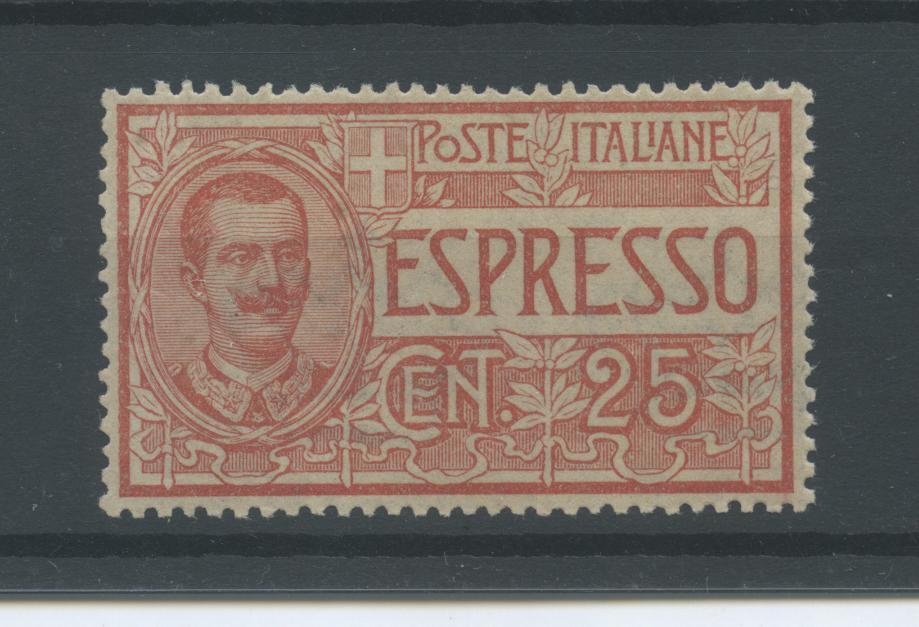 POSTE ITALIANE
ESPRESSO
CENT. 25